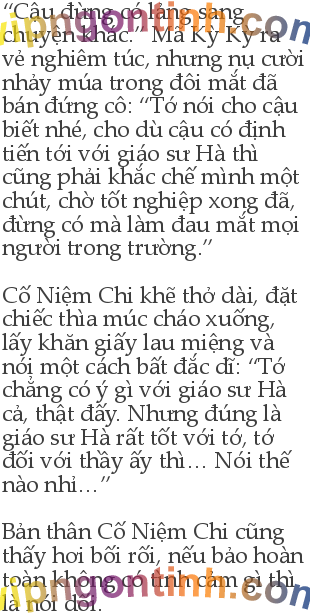 “Cậu đừng có lảng sang
chuyện khác.” Mã Kỳ Kỳ ra
vẻ nghiêm túc, nhưng nụ cười
nhảy múa trong đôi mắt đã
bán đứng cô: “Tớ nói cho cậu
biết nhé, cho dù cậu có định
tiến tới với giáo sư Hà thì
cũng phải khắc chế mình một
chút, chờ tốt nghiệp xong đã,
đừng có mà làm đau mắt mọi
người trong trường.”
Cố Niệm Chi khẽ thở dài, đặt
chiếc thìa múc cháo xuống,
lấy khăn giấy lau miệng và
nói một cách bất đắc dĩ: “Tớ
chẳng có ý gì với giáo sư Hà
cả, thật đấy. Nhưng đúng là
giáo sư Hà rất tốt với tớ, tớ
đối với thầy ấy thì... Nói thế
nào nhỉ...”
Bản thân Cố Niệm Chi cũng
thấy hơi bối rối, nếu bảo hoàn
toàn không có tình cảm gì thì
là nói dối.
vipngontinh.com
vipngontinh.com